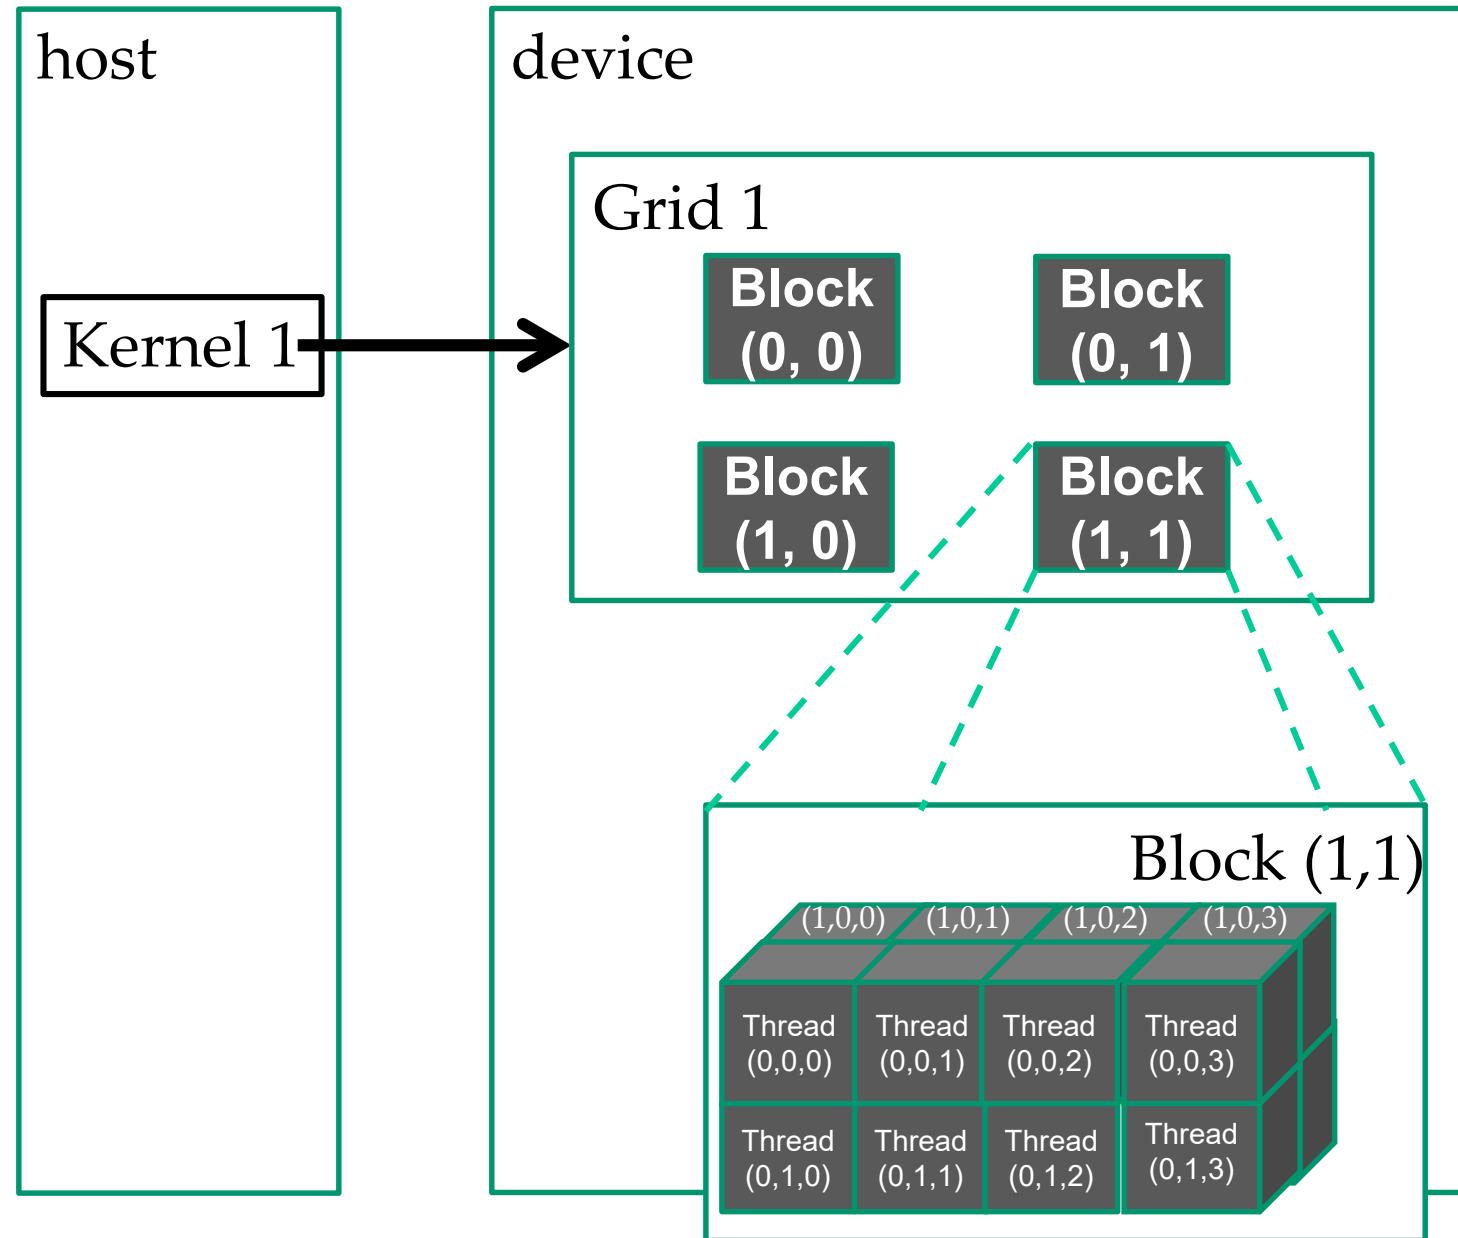 host
device
Grid 1
Block
(0, 0)
Block
(0, 1)
Kernel 1
Block
(1, 0)
Block
(1, 1)
Block (1,1)
(1,0,0)
(1,0,1)
(1,0,2)
(1,0,3)
Thread
(0,0,0)
Thread
(0,0,1)
Thread
(0,0,2)
Thread
(0,0,3)
Thread
(0,1,0)
Thread
(0,1,1)
Thread
(0,1,2)
Thread
(0,1,3)